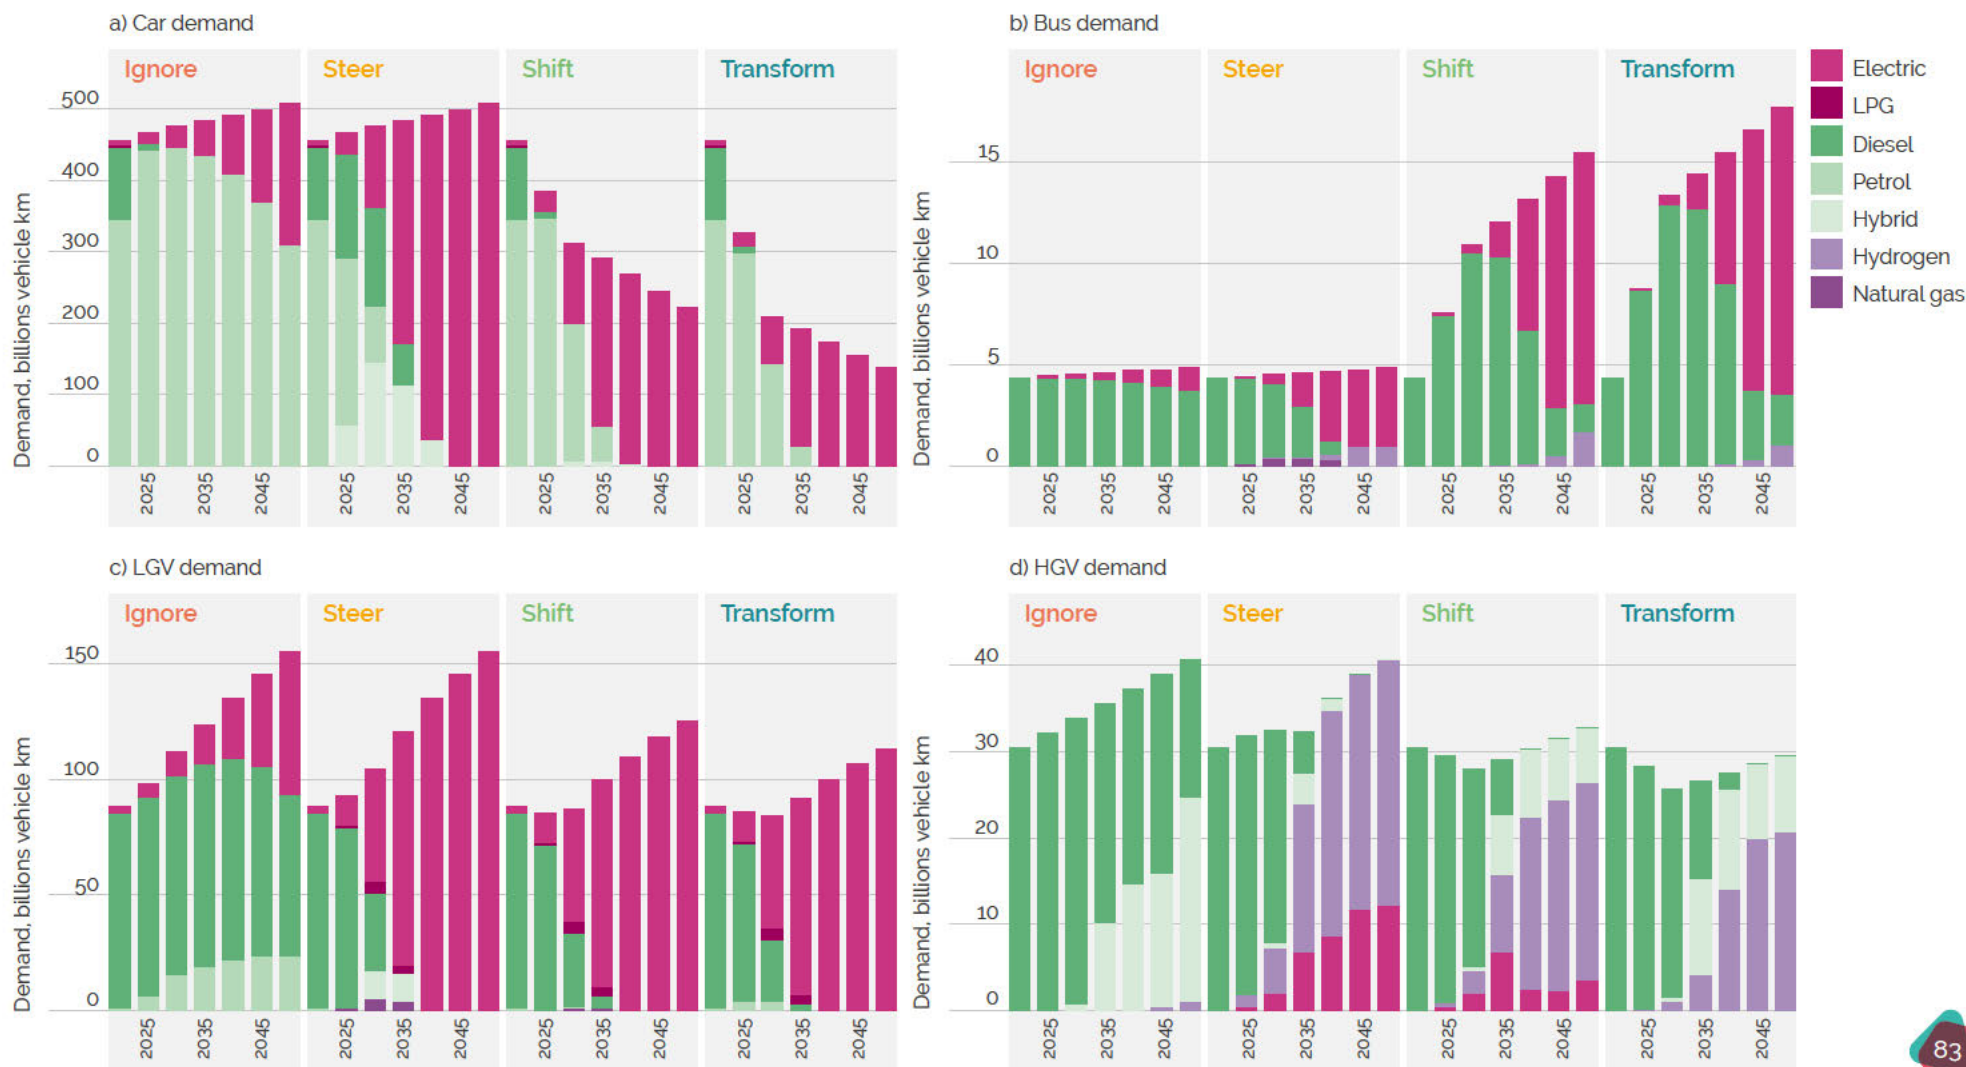 a) Car demand
Ignore
Steer
Shift
Transform
Demand, billions vehicle km
500
400
300
200
100
0
2025
2035
2045
2025
2035
2045
2025
2035
2045
2025
2035
2045
b) Bus demand
Ignore
Steer
Shift
Transform
Demand, billions vehicle km
15
10
5
0
2025
2035
2045
2025
2035
2045
2025
2035
2045
2025
2035
2045
Electric
LPG
Diesel
Petrol
Hybrid
Hydrogen
Natural gas
c) LGV demand
Ignore
Steer
Shift
Transform
Demand, billions vehicle km
150
100
50
0
2025
2035
2045
2025
2035
2045
2025
2035
2045
2025
2035
2045
d) HGV demand
Ignore
Steer
Shift
Transform
Demand, billions vehicle km
40
30
20
10
0
2025
2035
2045
2025
2035
2045
2025
2035
2045
2025
2035
2045
83